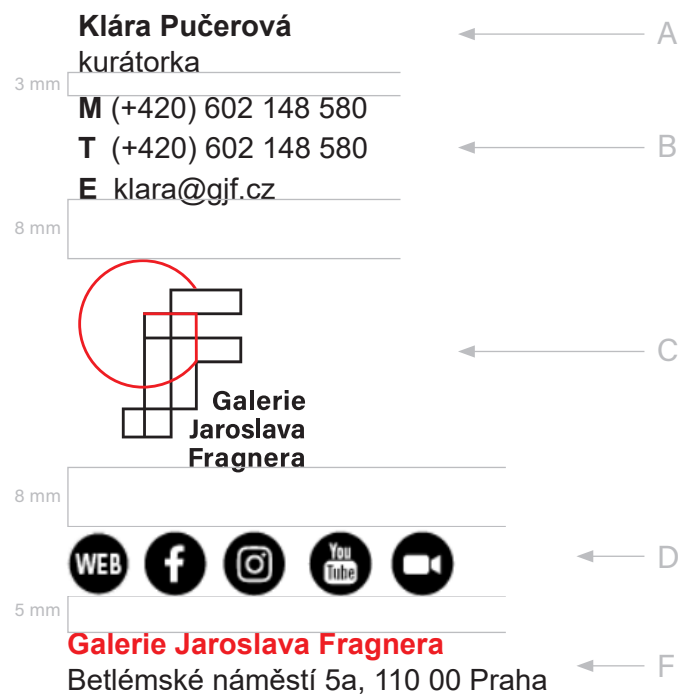 Klára Pučerová
A
kurátorka
3 mm
M (+420) 602 148 580
T (+420) 602 148 580
B
E klara@gjf.cz
8 mm
C
Galerie
Jaroslava
Fragnera
8 mm
WEB
You
Tube
D
5 mm
Galerie Jaroslava Fragnera
F
Betlémské náměstí 5a, 110 00 Praha